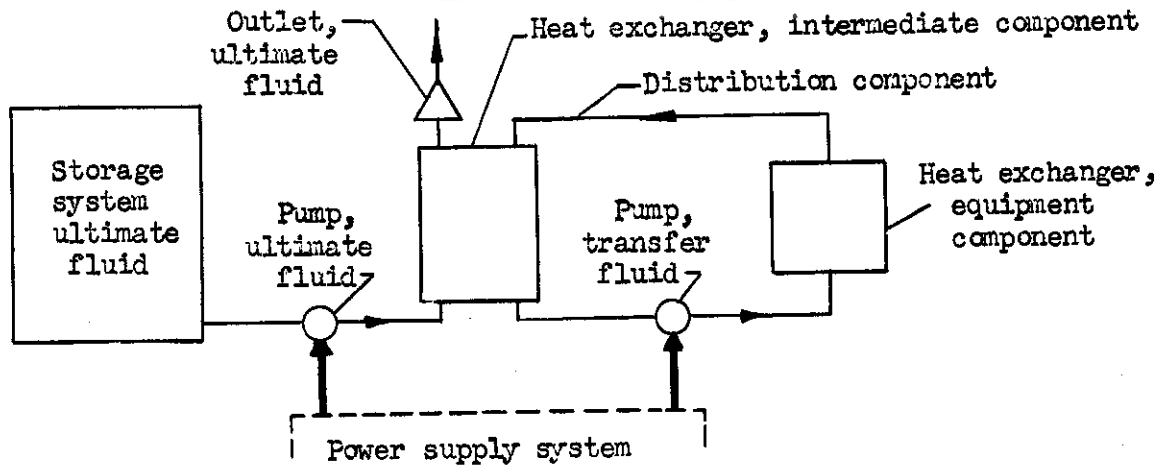 Outlet,
ultimate
fluid
Heat exchanger, intermediate component
Distribution component
Storage
system
ultimate
fluid
Pump,
ultimate
fluid
Pump,
transfer
fluid
Heat exchanger,
equipment
component
Power supply system